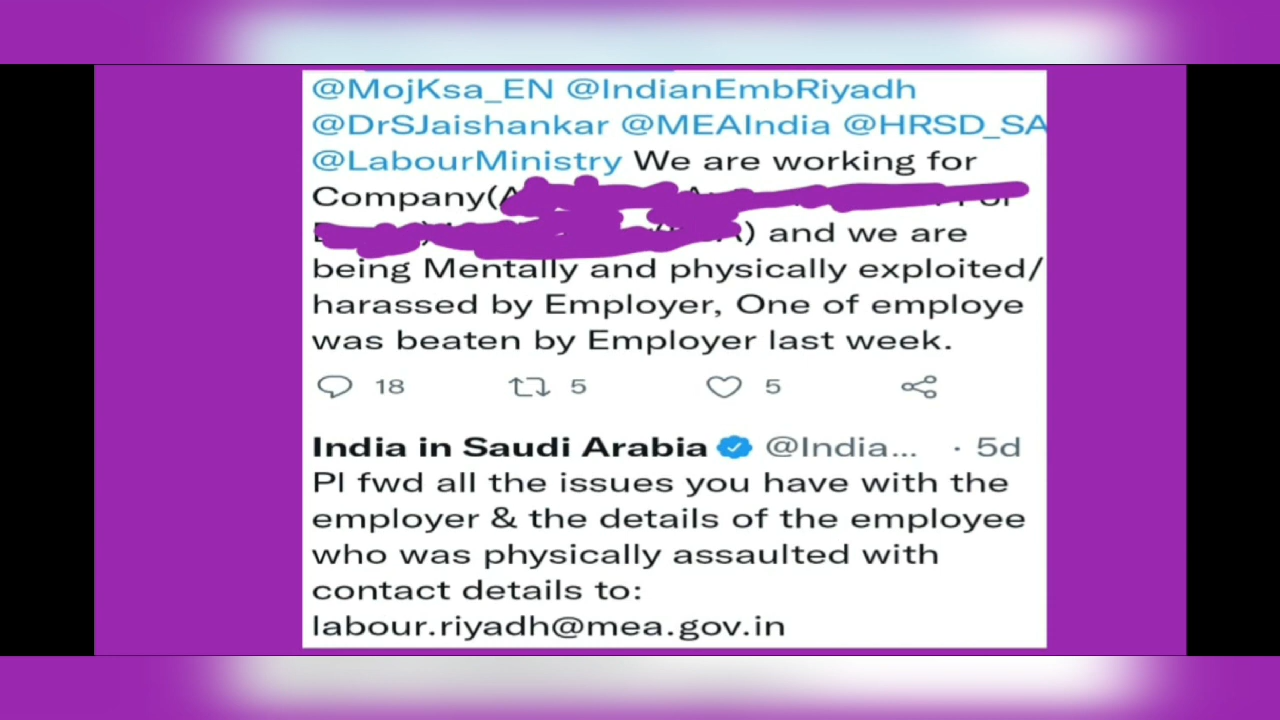 @MojKsa_EN @IndianEmbRiyadh
@DrSJaishankar @MEAIndia @HRSD_SA
@LabourMinistry We are working for
Company(
) and we are
being Mentally and physically exploited/
harassed by Employer, One of employe
was beaten by Employer last week.
18 5 5
India in Saudi Arabia @India... · 5d
Pl fwd all the issues you have with the
employer & the details of the employee
who was physically assaulted with
contact details to:
labour.riyadh@mea.gov.in